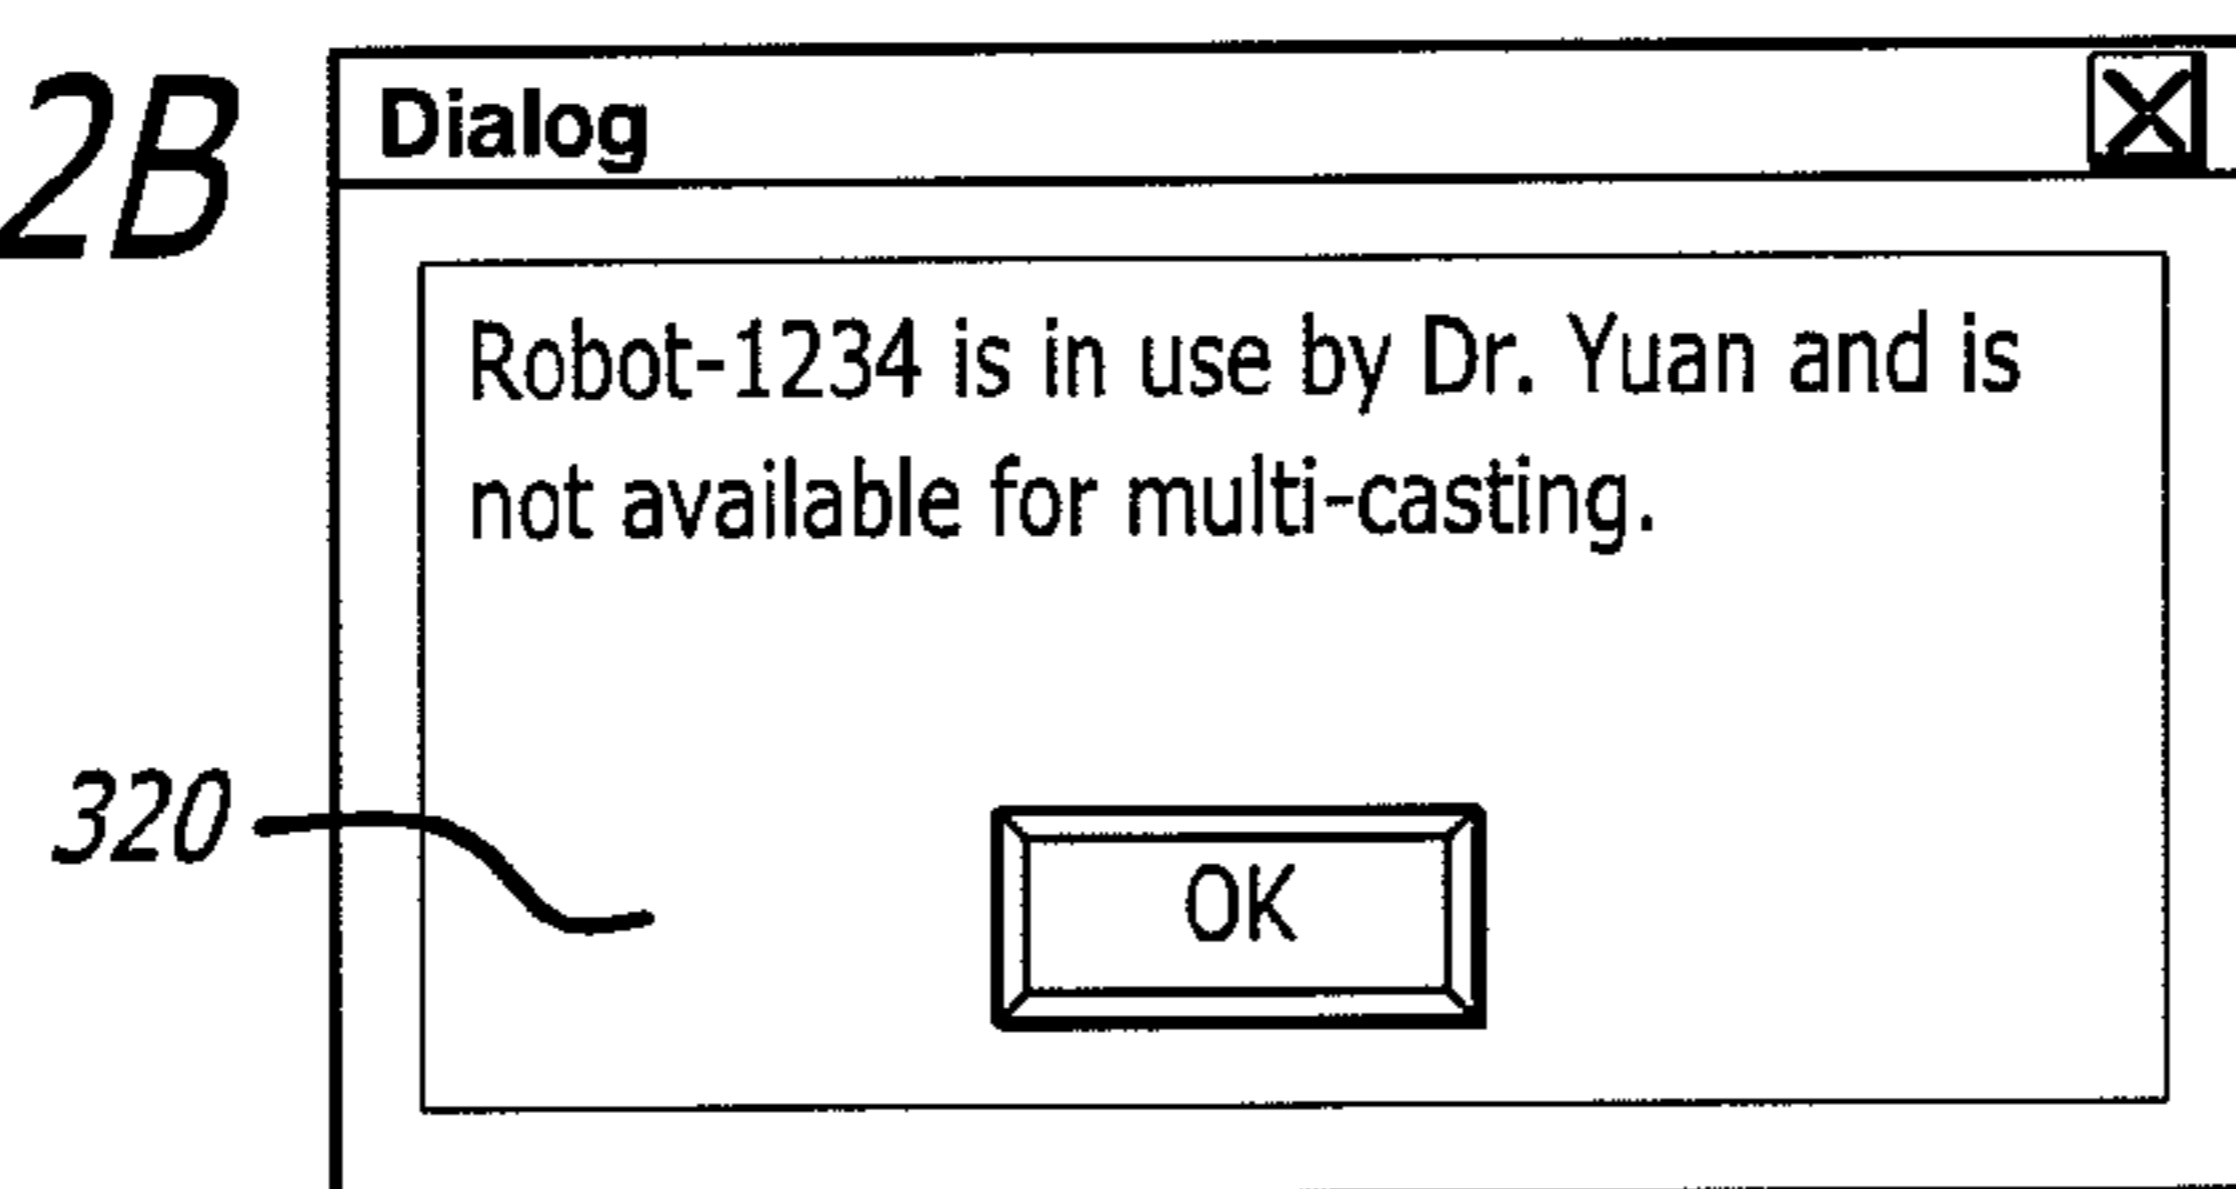 2B
Dialog
Robot-1234 is in use by Dr. Yuan and is
not available for multi-casting.
320
OK